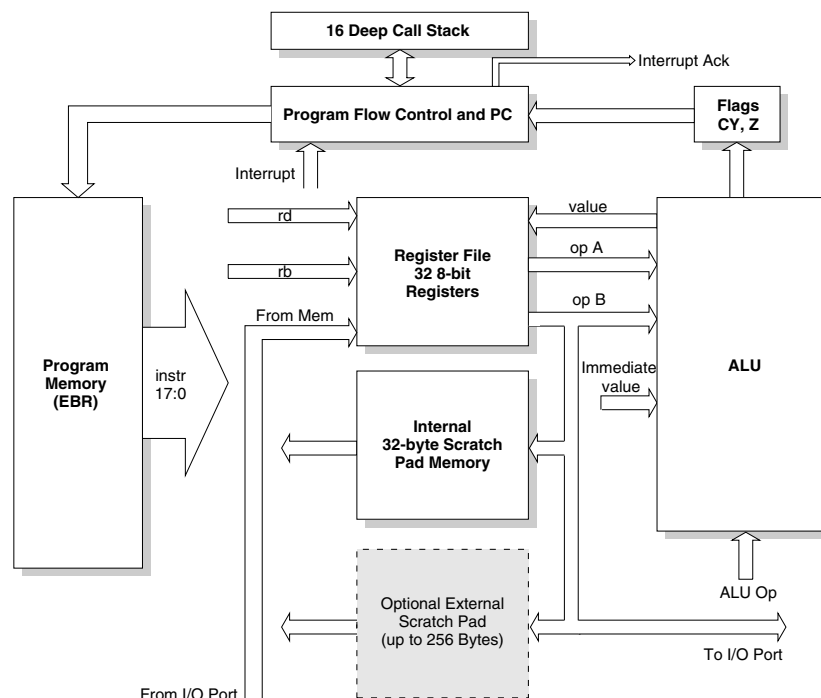 16 Deep Call Stack
Interrupt Ack
Program Flow Control and PC
Flags
CY, Z
Interrupt
rd
value
Register File
32 8-bit
Registers
op A
rb
op B
From Mem
Program
Memory
(EBR)
instr
17:0
Immediate
value
ALU
Internal
32-byte Scratch
Pad Memory
ALU Op
Optional External
Scratch Pad
(up to 256 Bytes)
To I/O Port
From I/O Port